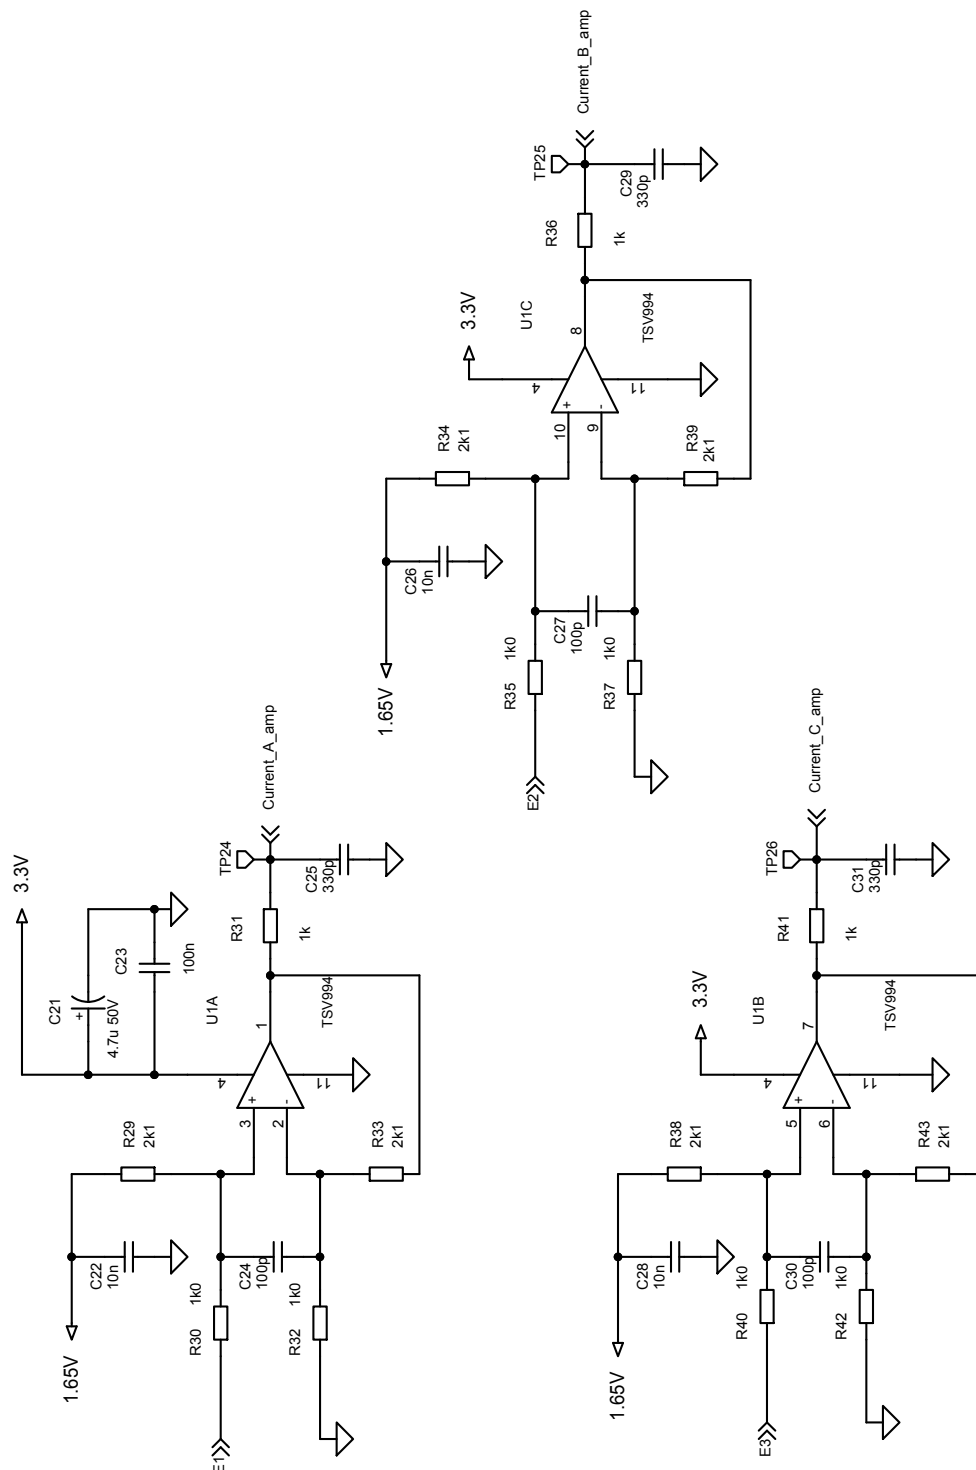 Current_B_amp
TP25
C29
330p
R36
1k
3.3V
U1C
8
TSV994
4
11
+
-
10
9
R34
2k1
R39
2k1
C26
10n
C27
100p
1.65V
1k0
R35
1k0
R37
E2
Current_A_amp
TP24
C25
330p
3.3V
R31
1k
C23
100n
C21
+
4.7u 50V
U1A
1
TSV994
4
11
+
-
3
2
R29
2k1
R33
2k1
C22
10n
C24
100p
1k0
R30
1k0
R32
1.65V
E1
Current_C_amp
TP26
C31
330p
R41
1k
3.3V
U1B
7
TSV994
4
11
+
-
5
6
R38
2k1
R43
2k1
C28
10n
C30
100p
1k0
R40
1k0
R42
1.65V
E3